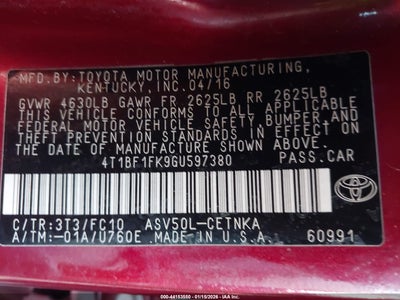 MFD.BY:TOYOTA MOTOR MANUFACTURING,
KENTUCKY,INC.04/16
GVWR 4630LB GAWR FR 2625LB RR 2625LB
THIS VEHICLE CONFORMS TO ALL APPLICABLE
FEDERAL MOTOR VEHICLE SAFETY,BUMPER,AND
THEFT PREVENTION STANDARDS IN EFFECT ON
THE DATE OF MANUFACTURE SHOWN ABOVE.
4T1BF1FK9GU597380 PASS.CAR
C/TR:3T3/FC10 ASV50L-CETNKA
A/TM:-01A/U760E MADE IN U.S.A. 60991
TOYOTA
000-44153550 - 01/15/2026 - IAA Inc.